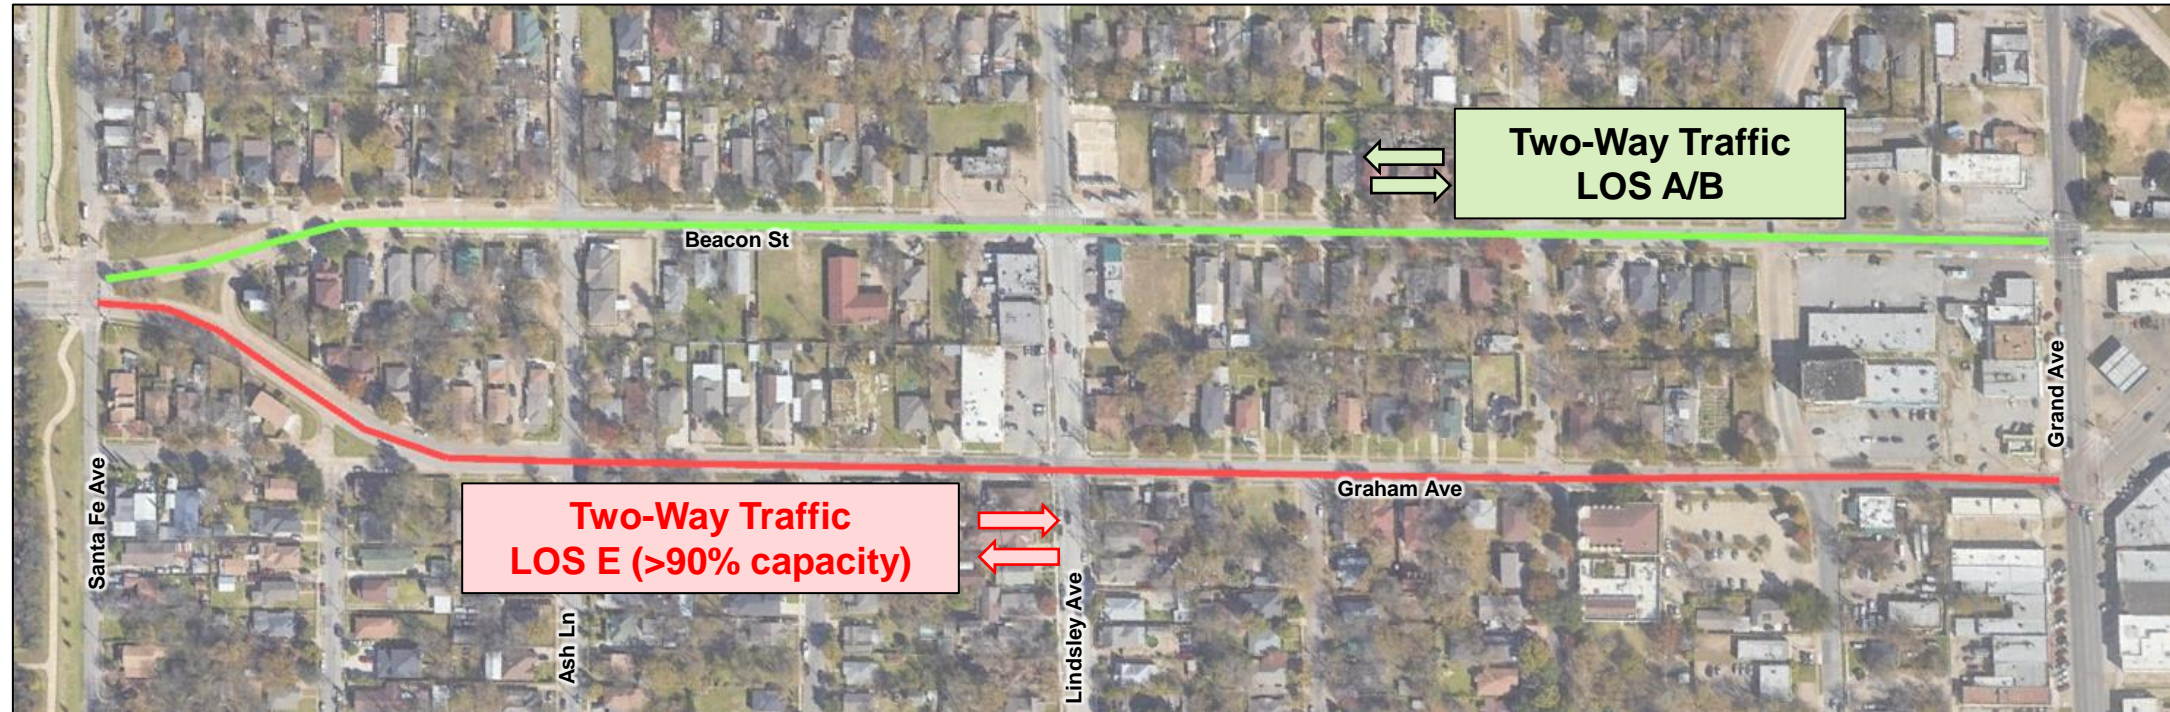 Two-Way Traffic
LOS A/B
Beacon St
Grand Ave
Santa Fe Ave
Graham Ave
Two-Way Traffic
LOS E (>90% capacity)
Ash Ln
Lindsley Ave